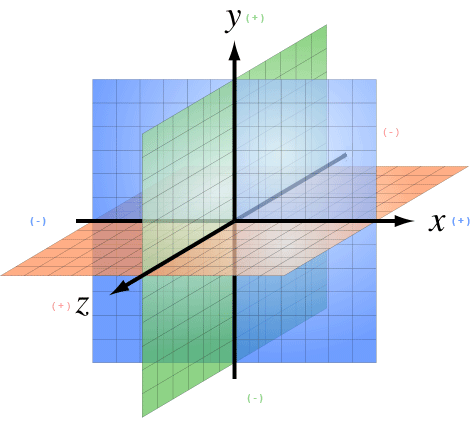 y (+)
(-)
(-)
x (+)
(+) z
(-)